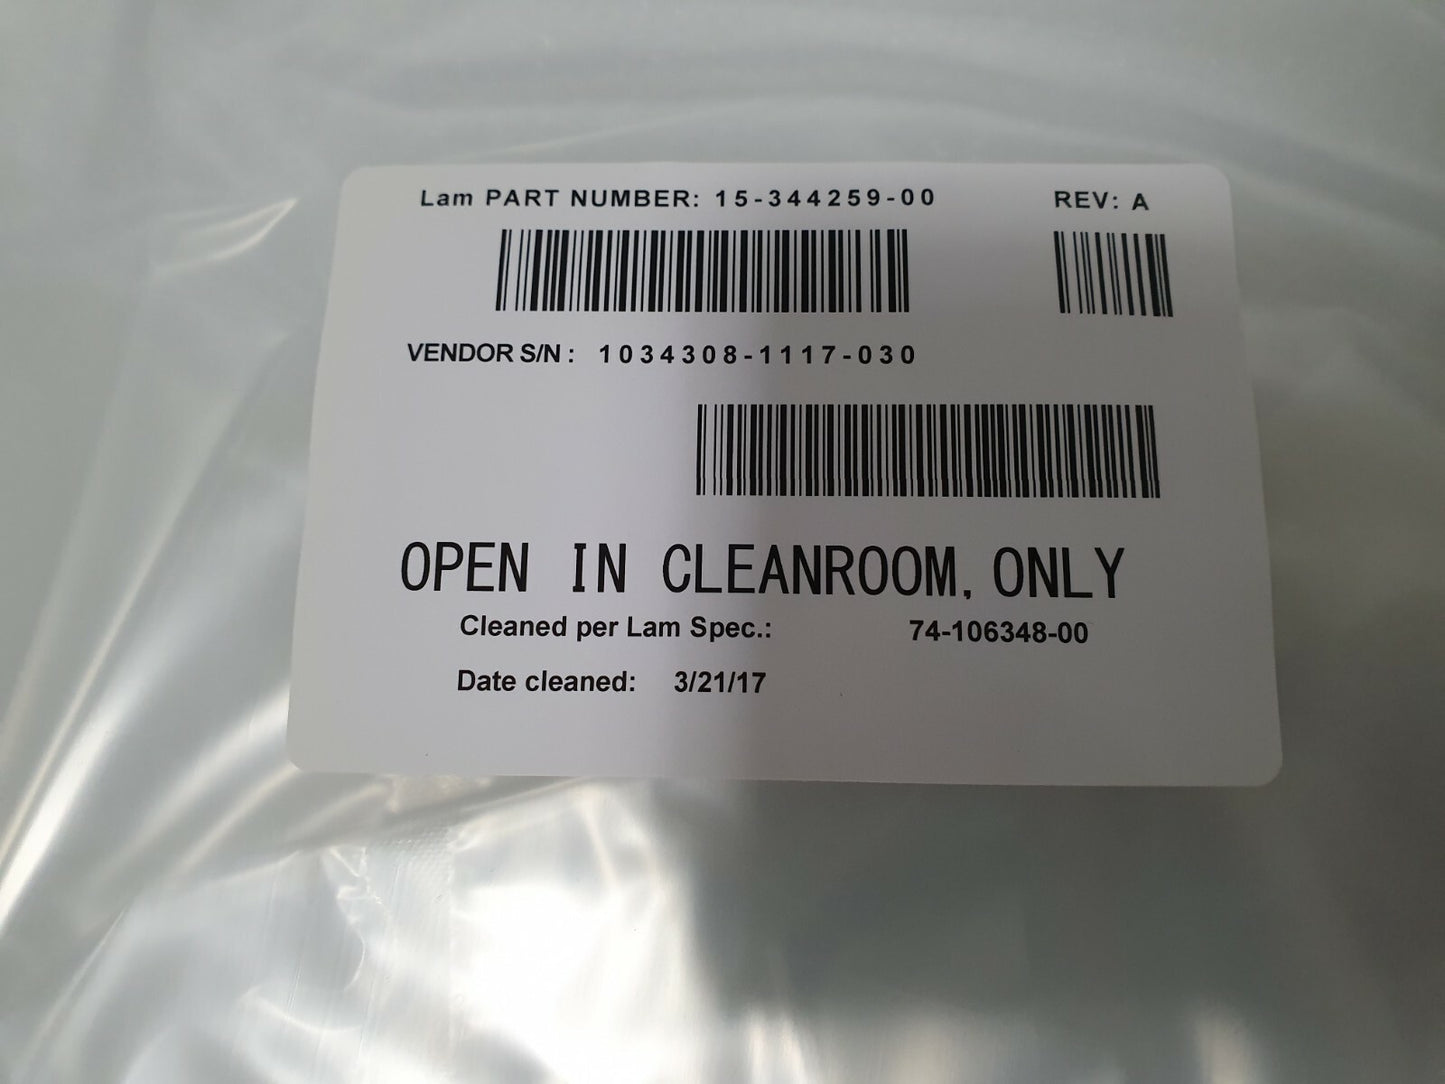 Lam PART NUMBER: 15-344259-00 REV: A
VENDOR S/N : 1034308-1117-030
OPEN IN CLEANROOM, ONLY
Cleaned per Lam Spec.: 74-106348-00
Date cleaned: 3/21/17